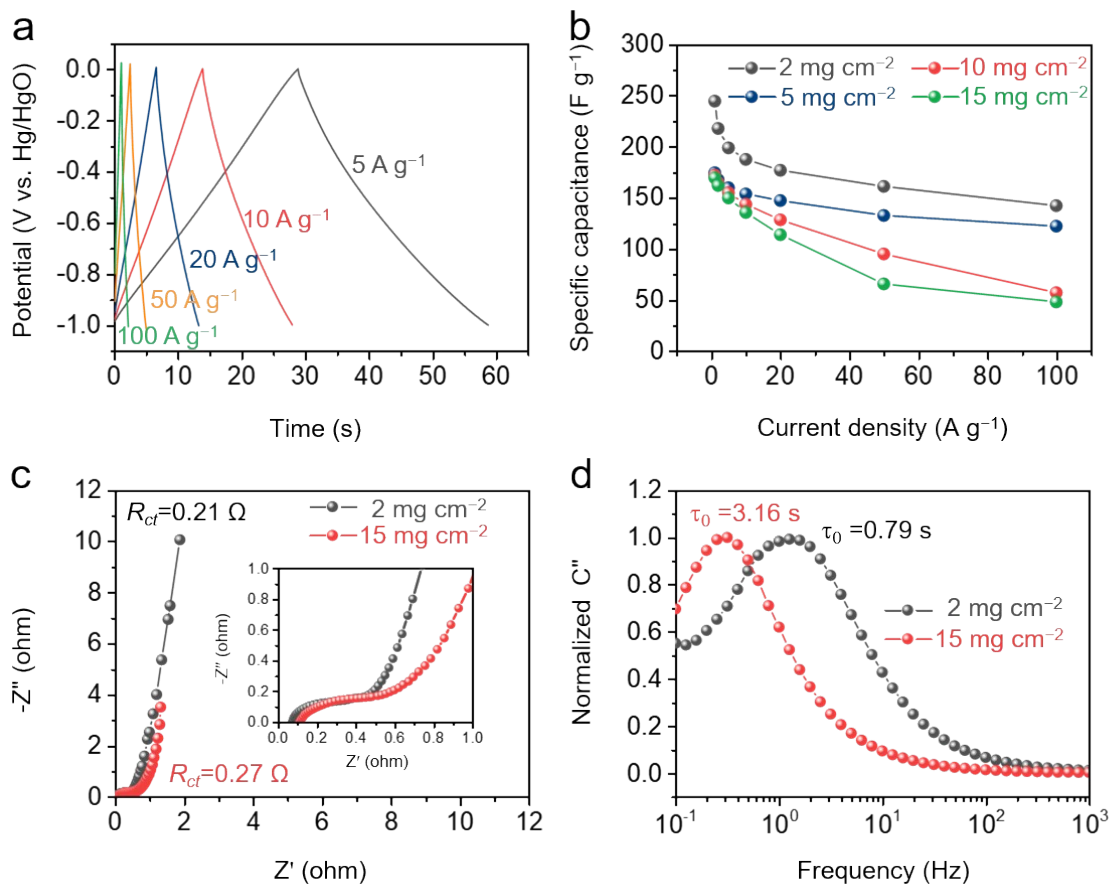 a
Potential (V vs. Hg/HgO)
0.0
-0.2
-0.4
-0.6
-0.8
-1.0
5 A g⁻¹
10 A g⁻¹
20 A g⁻¹
50 A g⁻¹
100 A g⁻¹
0 10 20 30 40 50 60
Time (s)
b
Specific capacitance (F g⁻¹)
300
250
200
150
100
50
0
2 mg cm⁻² 10 mg cm⁻²
5 mg cm⁻² 15 mg cm⁻²
0 20 40 60 80 100
Current density (A g⁻¹)
c
-Z" (ohm)
12
10
8
6
4
2
0
R_ct=0.21 Ω
2 mg cm⁻²
15 mg cm⁻²
-Z" (ohm)
1.0
0.8
0.6
0.4
0.2
0.0
0.0 0.2 0.4 0.6 0.8 1.0
Z' (ohm)
R_ct=0.27 Ω
0 2 4 6 8 10 12
Z' (ohm)
d
Normalized C"
1.2
1.0
0.8
0.6
0.4
0.2
0.0
τ₀ =3.16 s
τ₀ =0.79 s
2 mg cm⁻²
15 mg cm⁻²
10⁻¹ 10⁰ 10¹ 10² 10³
Frequency (Hz)